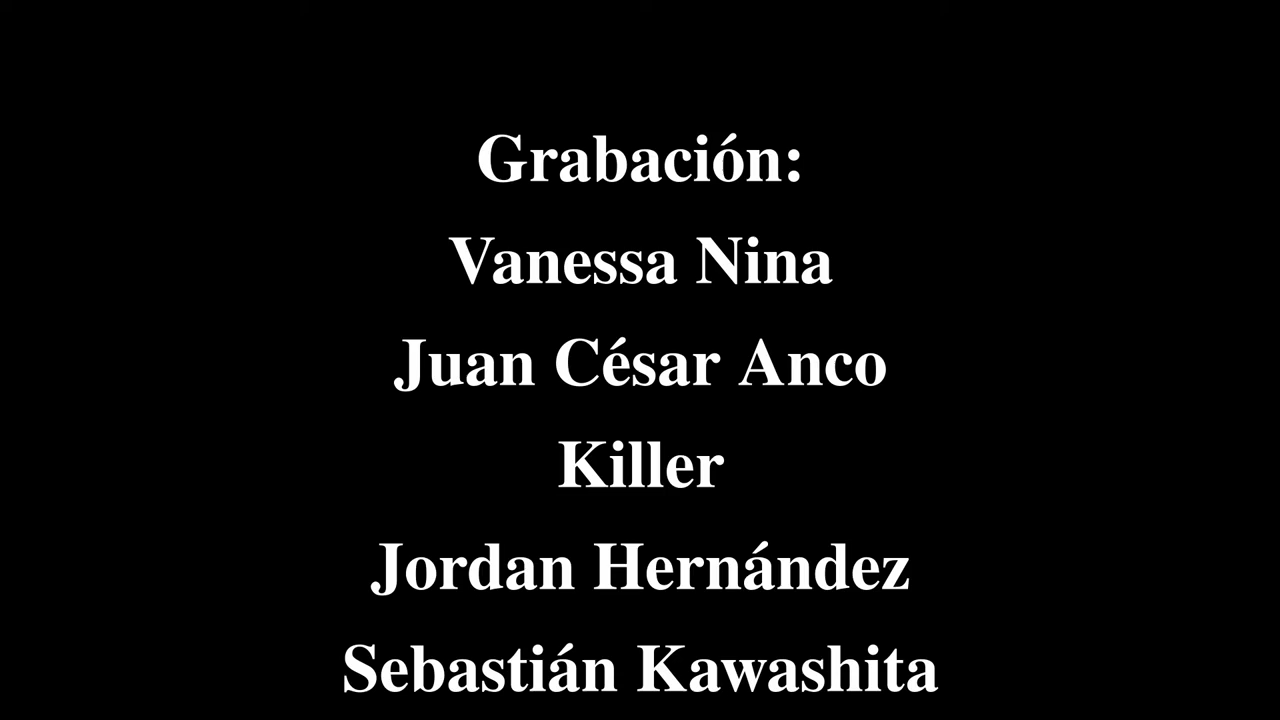 Grabación:
Vanessa Nina
Juan César Anco
Killer
Jordan Hernández
Sebastián Kawashita